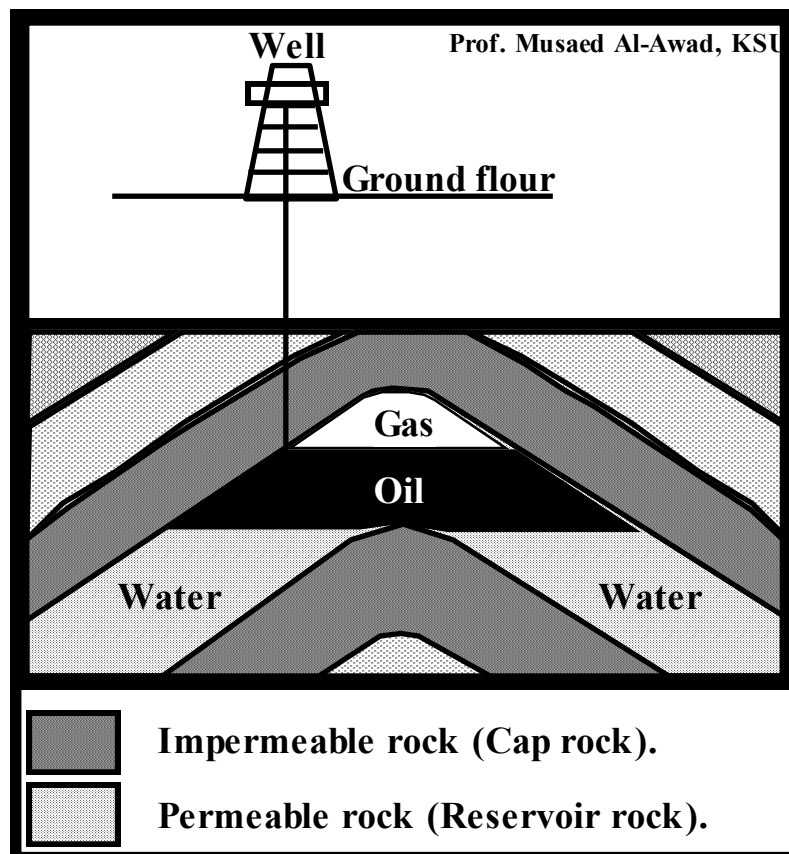 Well
Prof. Musaed Al-Awad, KSU
Ground flour
Gas
Oil
Water
Water
Impermeable rock (Cap rock).
Permeable rock (Reservoir rock).